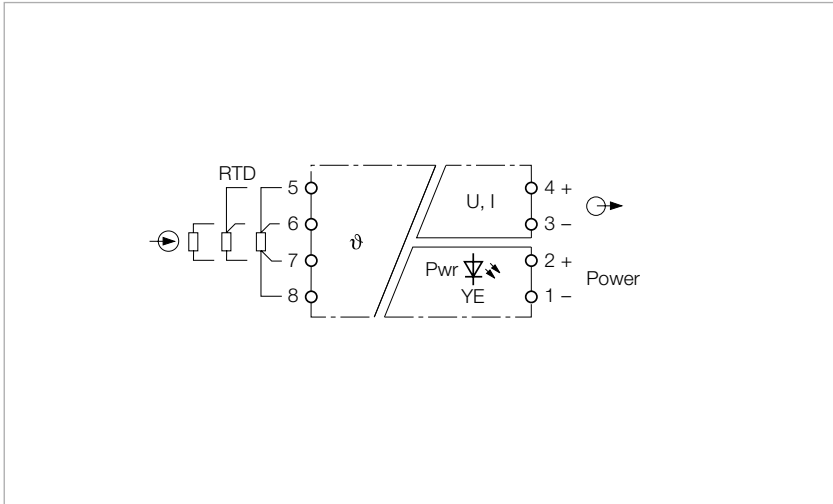 RTD
5
6
7
8
ϑ
U, I
4 +
3 –
Pwr
YE
2 +
1 –
Power